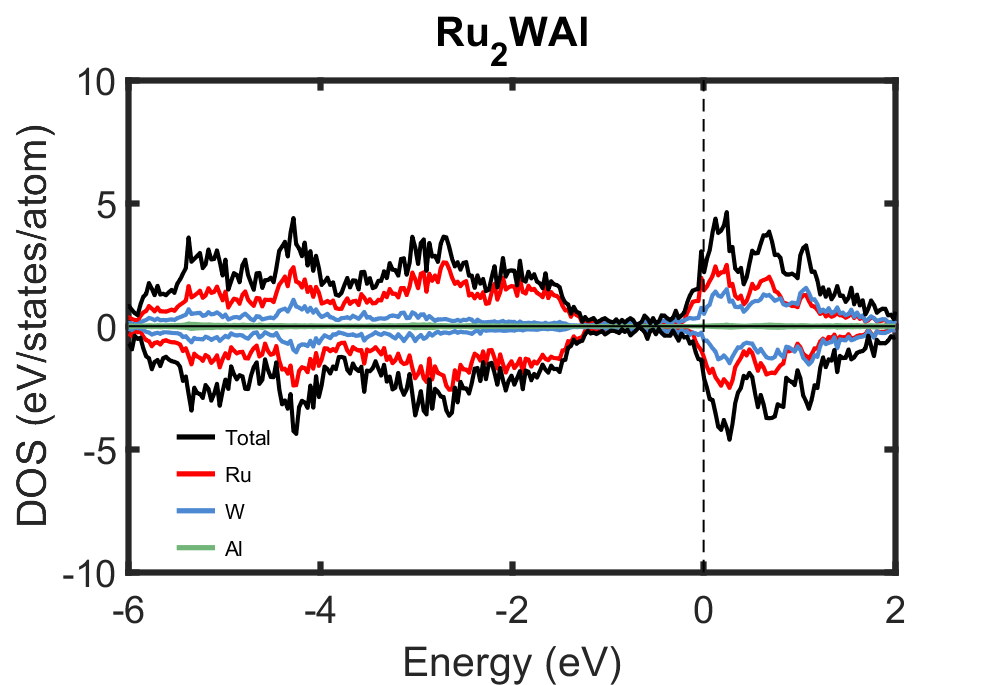 Ru₂WAl
10
5
0
-5
-10
DOS (eV/states/atom)
Total
Ru
W
Al
-6 -4 -2 0 2
Energy (eV)